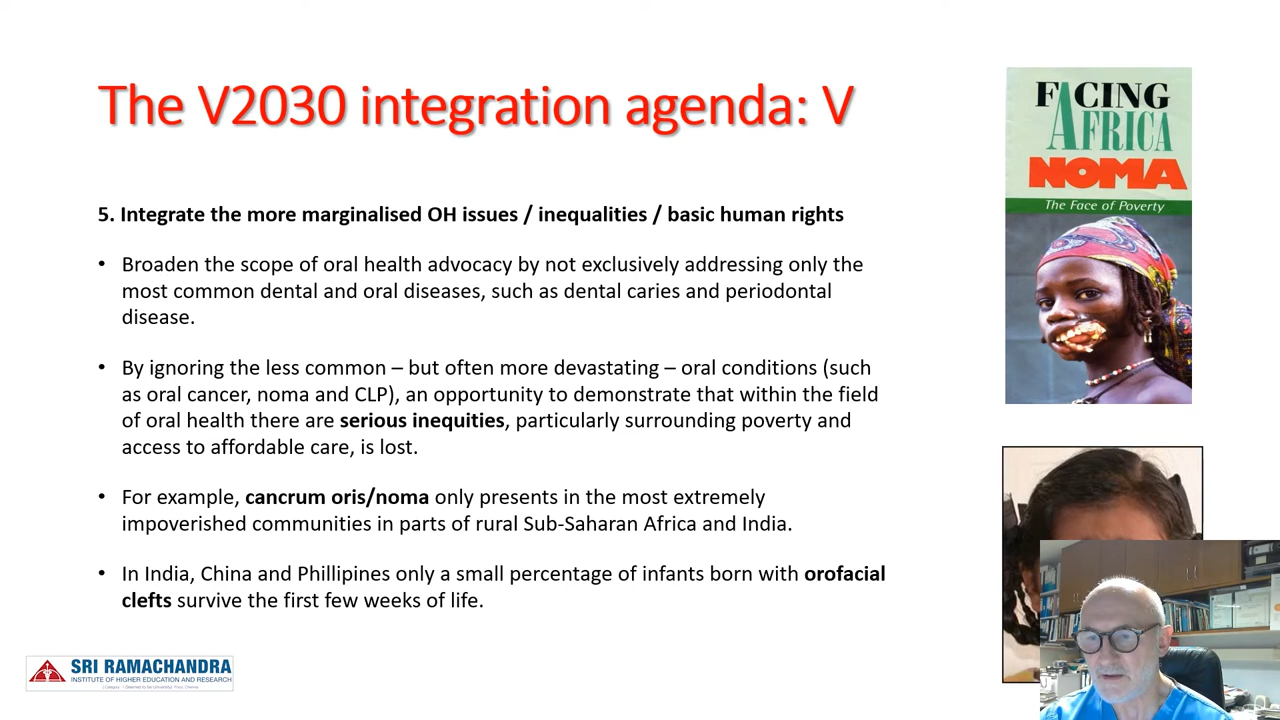 The V2030 integration agenda: V
5. Integrate the more marginalised OH issues / inequalities / basic human rights
• Broaden the scope of oral health advocacy by not exclusively addressing only the
most common dental and oral diseases, such as dental caries and periodontal
disease.
• By ignoring the less common – but often more devastating – oral conditions (such
as oral cancer, noma and CLP), an opportunity to demonstrate that within the field
of oral health there are serious inequities, particularly surrounding poverty and
access to affordable care, is lost.
• For example, cancrum oris/noma only presents in the most extremely
impoverished communities in parts of rural Sub-Saharan Africa and India.
• In India, China and Phillipines only a small percentage of infants born with orofacial
clefts survive the first few weeks of life.
FACING
AFRICA
NOMA
The Face of Poverty
SRI RAMACHANDRA
INSTITUTE OF HIGHER EDUCATION AND RESEARCH